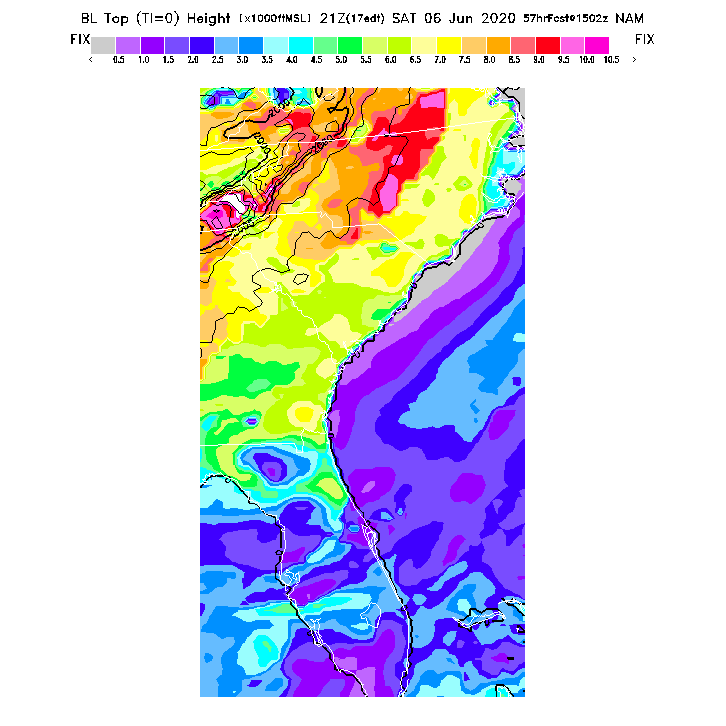 BL Top (TI=0) Height [x1000ftMSL] 21Z(17edt) SAT 06 Jun 2020 57hrFcst@1502z NAM
FIX FIX
< 0.5 1.0 1.5 2.0 2.5 3.0 3.5 4.0 4.5 5.0 5.5 6.0 6.5 7.0 7.5 8.0 8.5 9.0 9.5 10.0 10.5 >